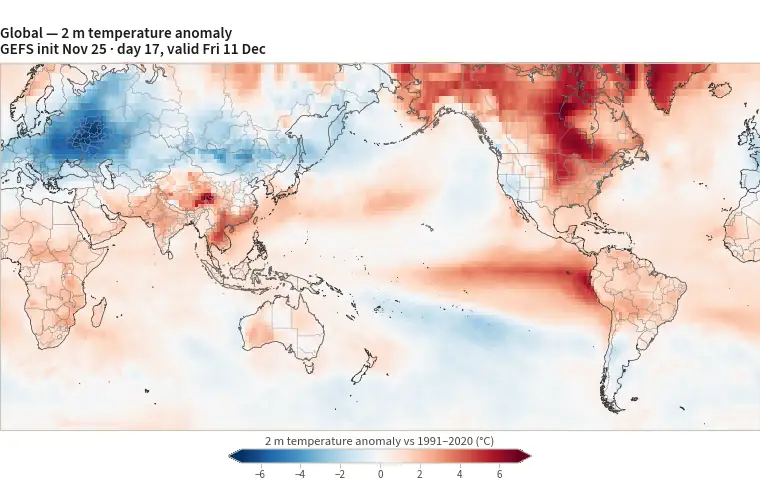 Global — 2 m temperature anomaly
GEFS init Nov 25 · day 17, valid Fri 11 Dec
2 m temperature anomaly vs 1991–2020 (°C)
−6 −4 −2 0 2 4 6